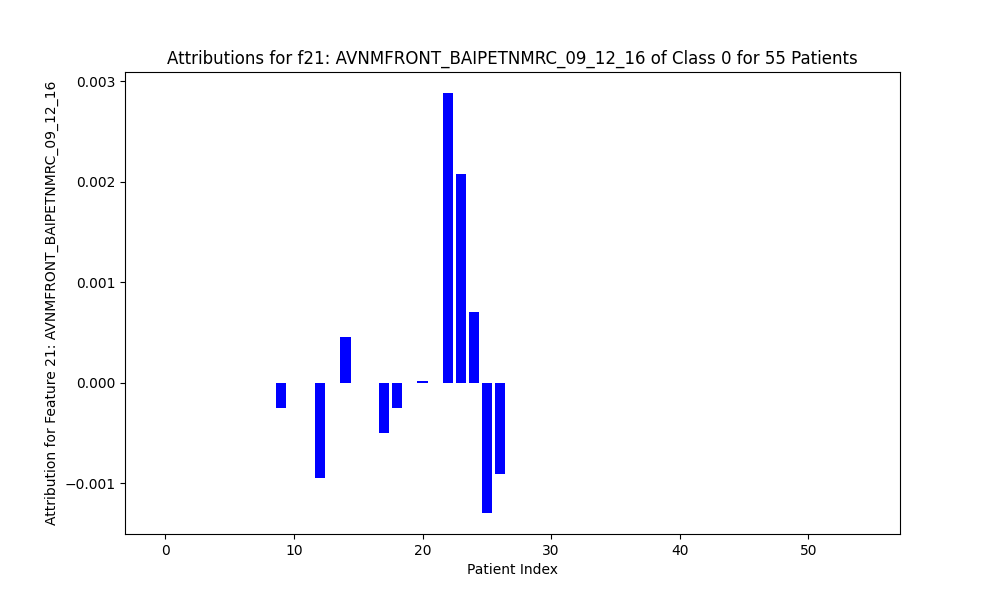 Attributions for f21: AVNMFRONT_BAIPETNMRC_09_12_16 of Class 0 for 55 Patients
Attribution for Feature 21: AVNMFRONT_BAIPETNMRC_09_12_16
0.003
0.002
0.001
0.000
−0.001
0 10 20 30 40 50
Patient Index